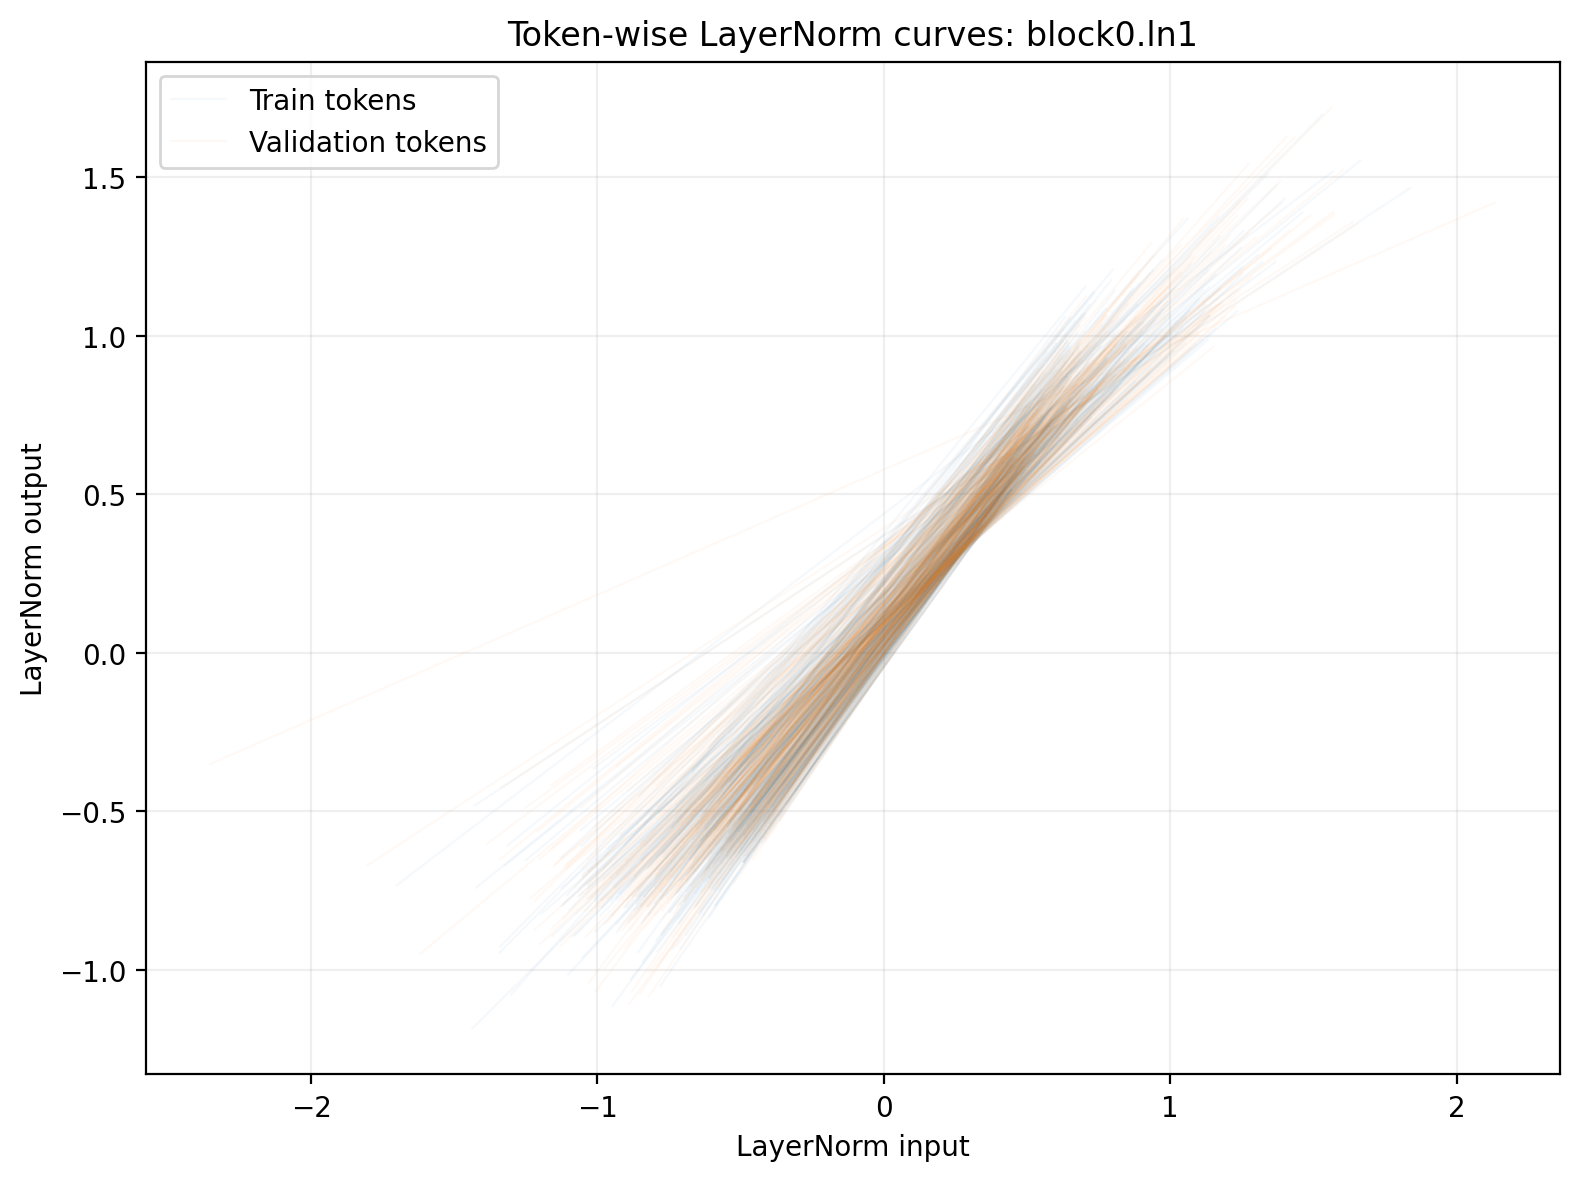 Token-wise LayerNorm curves: block0.ln1
Train tokens
Validation tokens
1.5
1.0
0.5
0.0
−0.5
−1.0
LayerNorm output
−2
−1
0
1
2
LayerNorm input